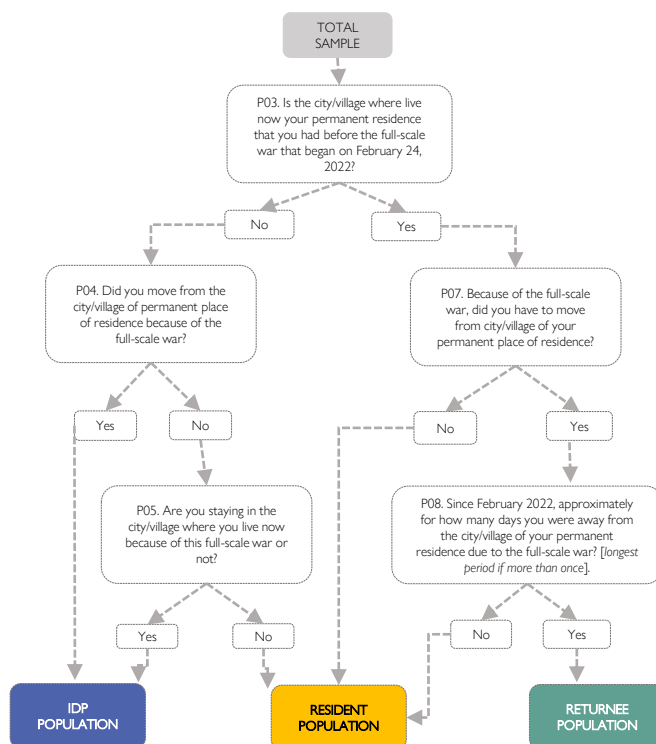 TOTAL
SAMPLE
P03. Is the city/village where live
now your permanent residence
that you had before the full-scale
war that began on February 24,
2022?
No
Yes
P04. Did you move from the
city/village of permanent place
of residence because of the
full-scale war?
P07. Because of the full-scale
war, did you have to move
from city/village of your
permanent place of residence?
Yes
No
No
Yes
P05. Are you staying in the
city/village where you live now
because of this full-scale war or
not?
P08. Since February 2022, approximately
for how many days you were away from
the city/village of your permanent
residence due to the full-scale war? [longest
period if more than once].
Yes
No
No
Yes
IDP
POPULATION
RESIDENT
POPULATION
RETURNEE
POPULATION